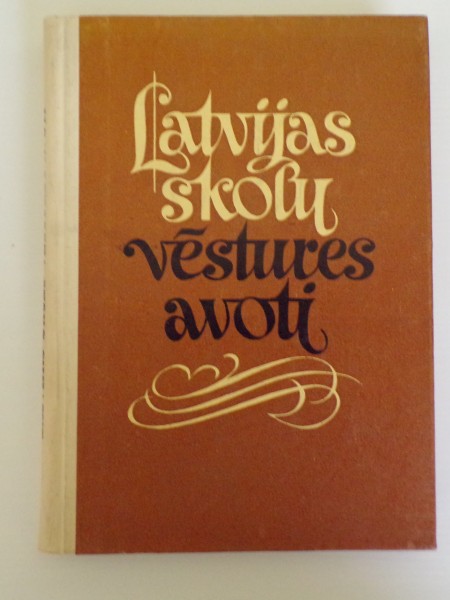 Latvijas
skolu
vēstures
avoti